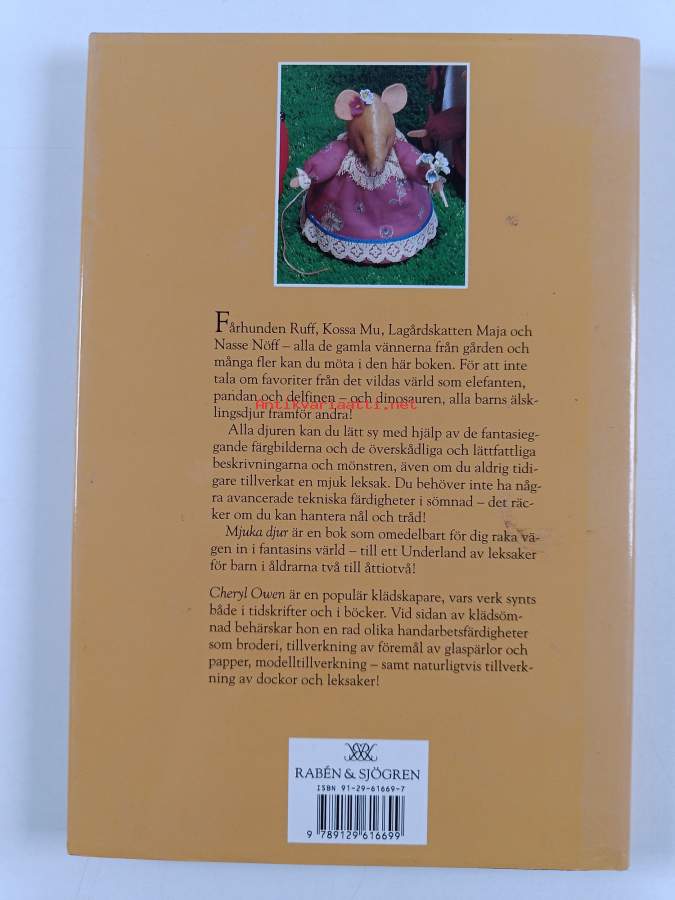 Fårhunden Ruff, Kossa Mu, Lagårdskatten Maja och
Nasse Nöff – alla de gamla vännerna från gården och
många fler kan du möta i den här boken. För att inte
tala om favoriter från det vildas värld som elefanten,
pandan och delfinen – och dinosauren, alla barns älsk-
lingsdjur framför andra!
Antikvariaatti.net
Alla djuren kan du lätt sy med hjälp av de fantasieg-
gande färgbilderna och de överskådliga och lättfattliga
beskrivningarna och mönstren, även om du aldrig tidi-
gare tillverkat en mjuk leksak. Du behöver inte ha någ-
ra avancerade tekniska färdigheter i sömnad – det räc-
ker om du kan hantera nål och tråd!
Mjuka djur är en bok som omedelbart för dig raka vä-
gen in i fantasins värld – till ett Underland av leksaker
för barn i åldrarna två till åttiotvå!
Cheryl Owen är en populär klädskapare, vars verk synts
både i tidskrifter och i böcker. Vid sidan av klädsöm-
nad behärskar hon en rad olika handarbetsfärdigheter
som broderi, tillverkning av föremål av glaspärlor och
papper, modelltillverkning – samt naturligtvis tillverk-
ning av dockor och leksaker!
RABÉN & SJÖGREN
ISBN 91-29-61669-7
9 789129 616699